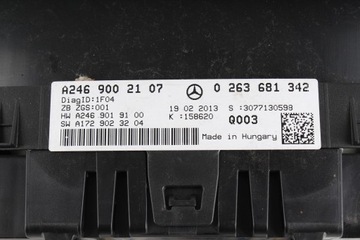 A246 900 21 07 0 263 681 342
DiagID:1F04
ZB ZGS:001 19 02 2013 S :3077130599
HW A246 901 91 00 K :158620 Q003
SW A172 902 32 04
Made in Hungary